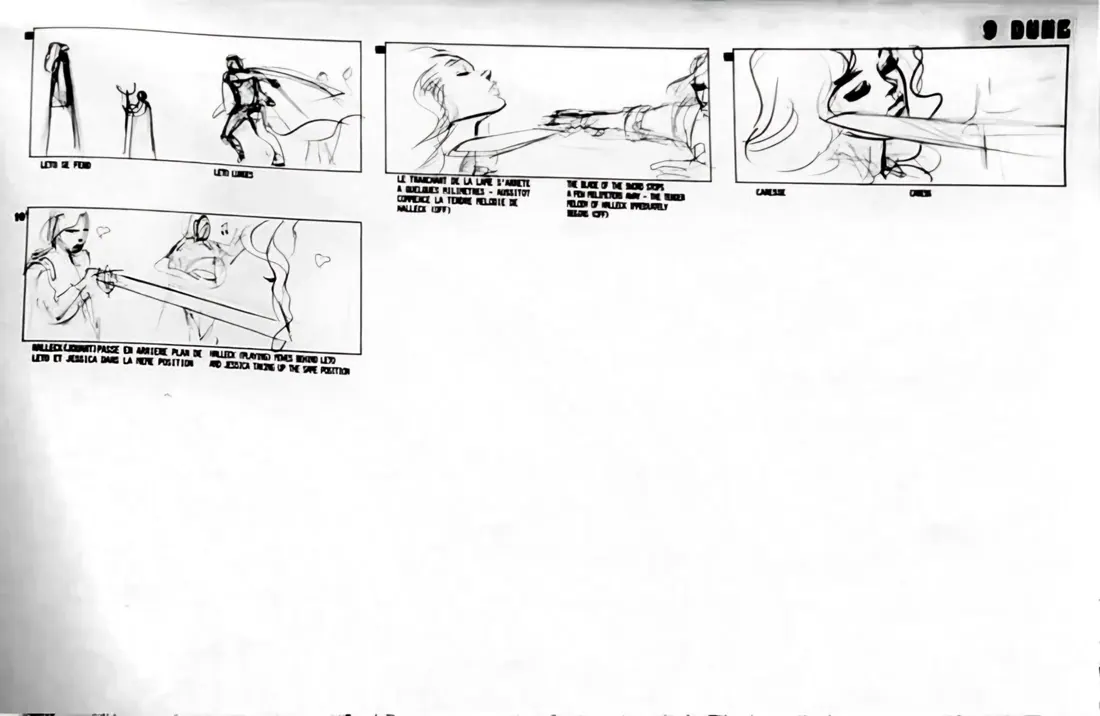 9 DUNE
LETO SE FEND
LETO LUNGES
LE TRANCHANT DE LA LAME S'ARRETE
A QUELQUES MILIMETRES - AUSSITOT
COMMENCE LA TENDRE MELODIE DE
HALLECK (OFF)
THE BLADE OF THE SWORD STOPS
A FEW MILIMETERS AWAY - THE TENDER
MELODY OF HALLECK IMMEDIATELY
BEGINS (OFF)
CARESSE
CARESS
10
HALLECK (JOUANT) PASSE EN ARRIERE PLAN DE
LETO ET JESSICA DANS LA MEME POSITION
HALLECK (PLAYING) MOVES BEHIND LETO
AND JESSICA TAKING UP THE SAME POSITION